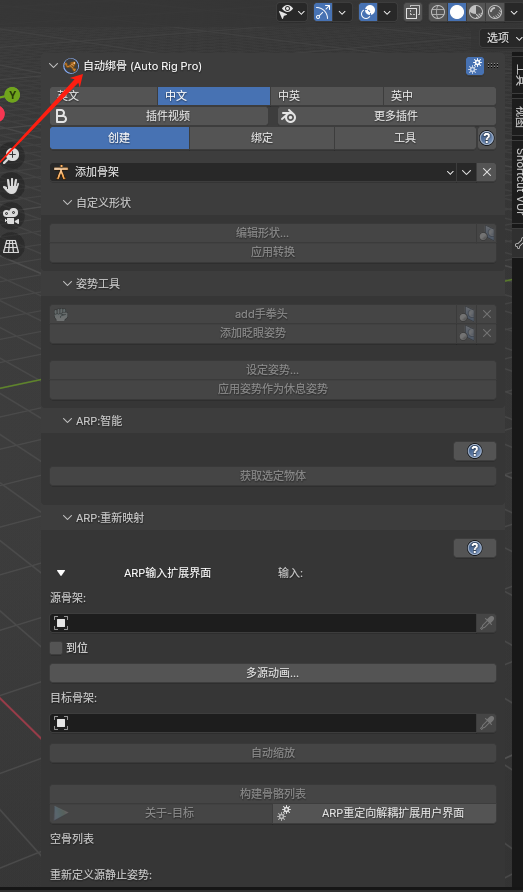 选项
自动绑骨 (Auto Rig Pro)
英文 中文 中英 英中
插件视频 更多插件
创建 绑定 工具
添加骨架
自定义形状
编辑形状...
应用转换
姿势工具
add手拳头
添加眨眼姿势
设定姿势...
应用姿势作为休息姿势
ARP:智能
获取选定物体
ARP:重新映射
ARP输入扩展界面 输入:
源骨架:
到位
多源动画...
目标骨架:
自动缩放
构建骨骼列表
关于-目标 ARP重定向解耦扩展用户界面
空骨列表
重新定义源静止姿势:
Y